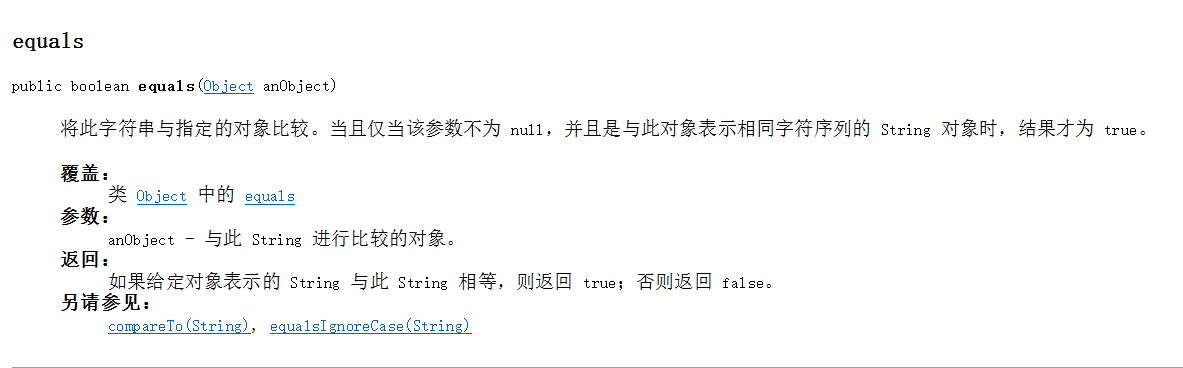 equals
public boolean equals(Object anObject)
将此字符串与指定的对象比较。当且仅当该参数不为 null，并且是与此对象表示相同字符序列的 String 对象时，结果才为 true。
覆盖：
类 Object 中的 equals
参数：
anObject - 与此 String 进行比较的对象。
返回：
如果给定对象表示的 String 与此 String 相等，则返回 true；否则返回 false。
另请参见：
compareTo(String), equalsIgnoreCase(String)